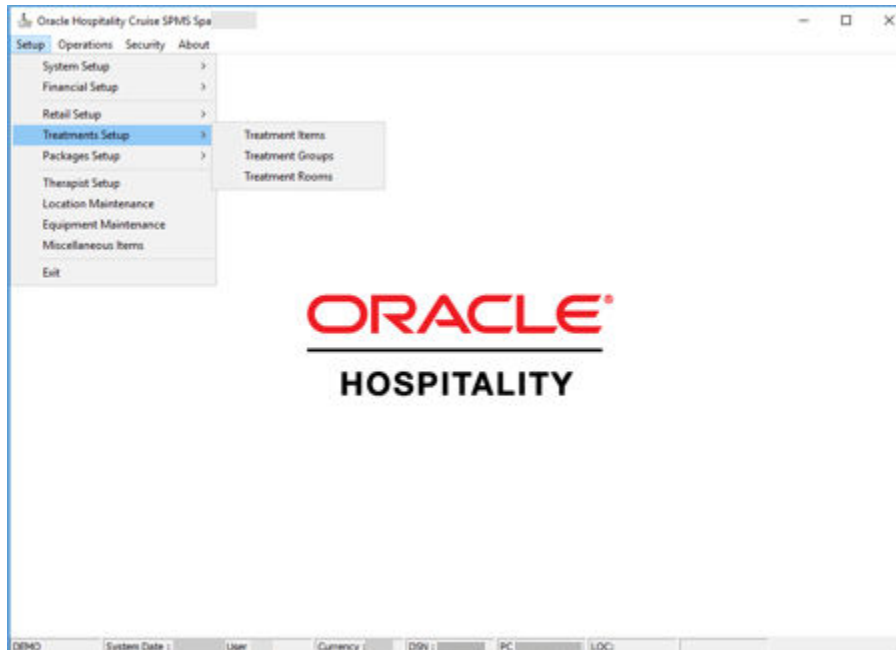 Oracle Hospitality Cruise SPMS Spa
Setup Operations Security About
System Setup >
Financial Setup >
Retail Setup >
Treatments Setup > Treatment Items
Packages Setup > Treatment Groups
Treatment Rooms
Therapist Setup
Location Maintenance
Equipment Maintenance
Miscellaneous Items
Exit
ORACLE®
HOSPITALITY
DEMO System Date : User Currency : DSN : PC LOC: